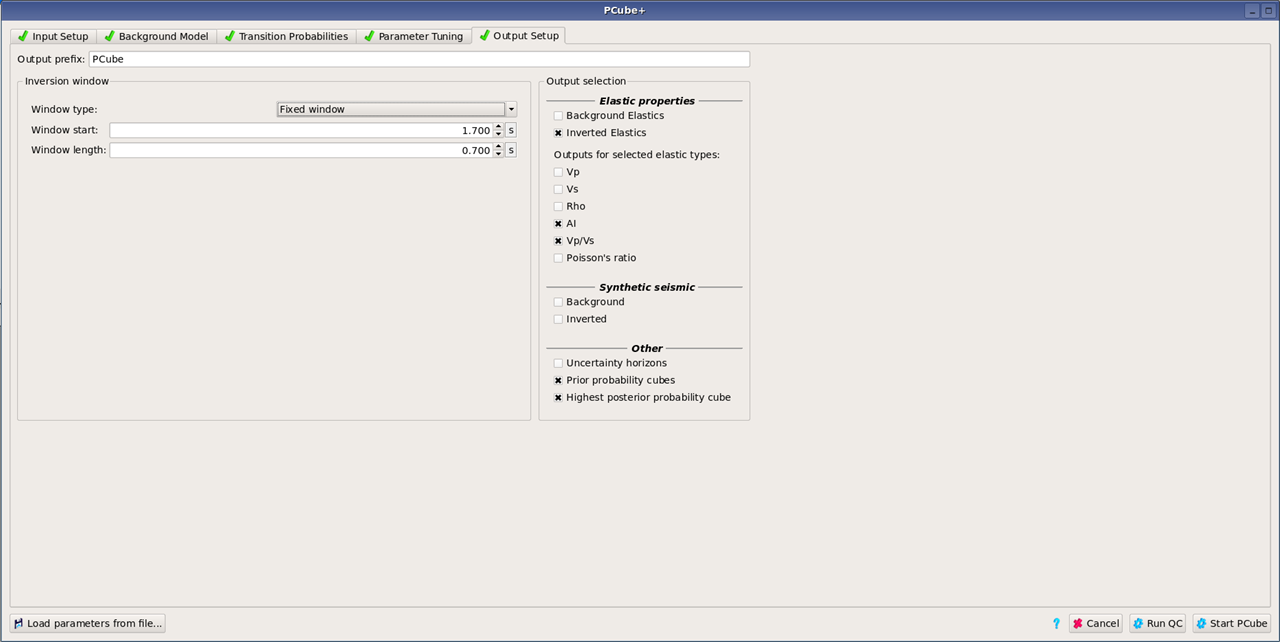 PCube+
Input Setup
Background Model
Transition Probabilities
Parameter Tuning
Output Setup
Output prefix: PCube
Inversion window
Window type: Fixed window
Window start: 1.700 s
Window length: 0.700 s
Output selection
Elastic properties
Background Elastics
Inverted Elastics
Outputs for selected elastic types:
Vp
Vs
Rho
AI
Vp/Vs
Poisson's ratio
Synthetic seismic
Background
Inverted
Other
Uncertainty horizons
Prior probability cubes
Highest posterior probability cube
Load parameters from file...
? Cancel Run QC Start PCube